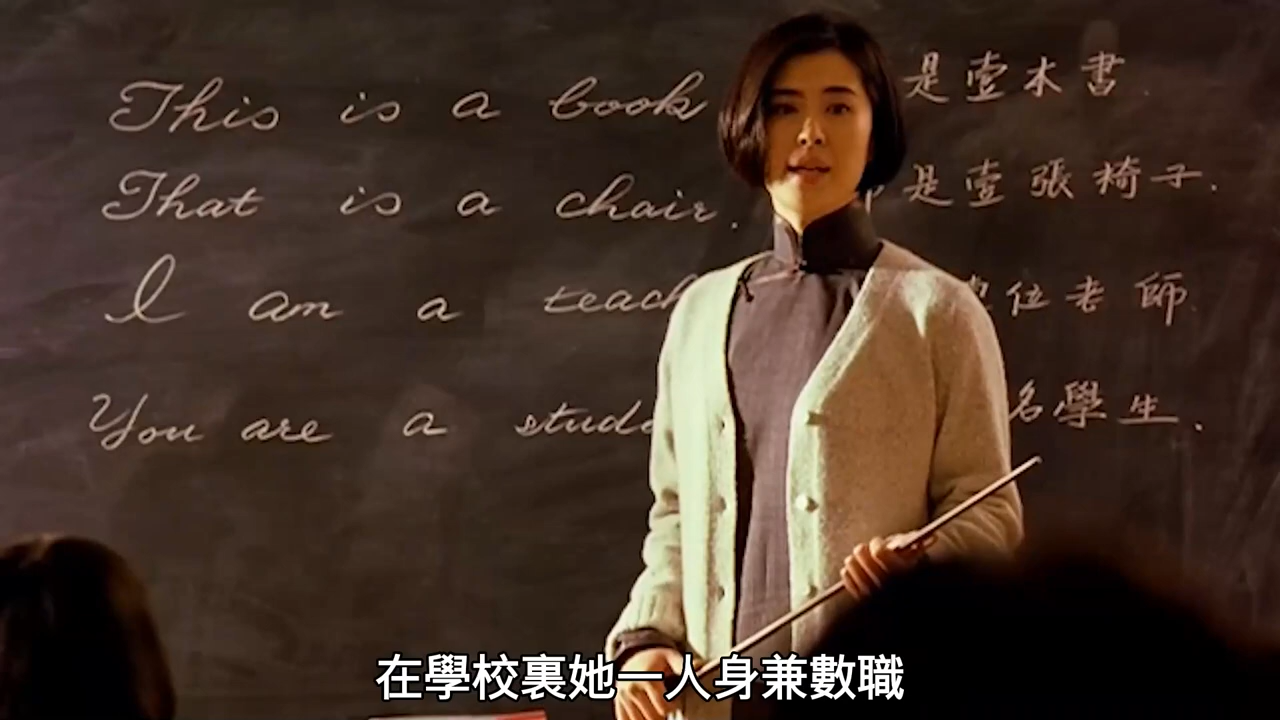 This is a book 是壹本書.
That is a chair. 是壹張椅子.
I am a 位老師.
You are a 名學生.
在學校裏她一人身兼數職